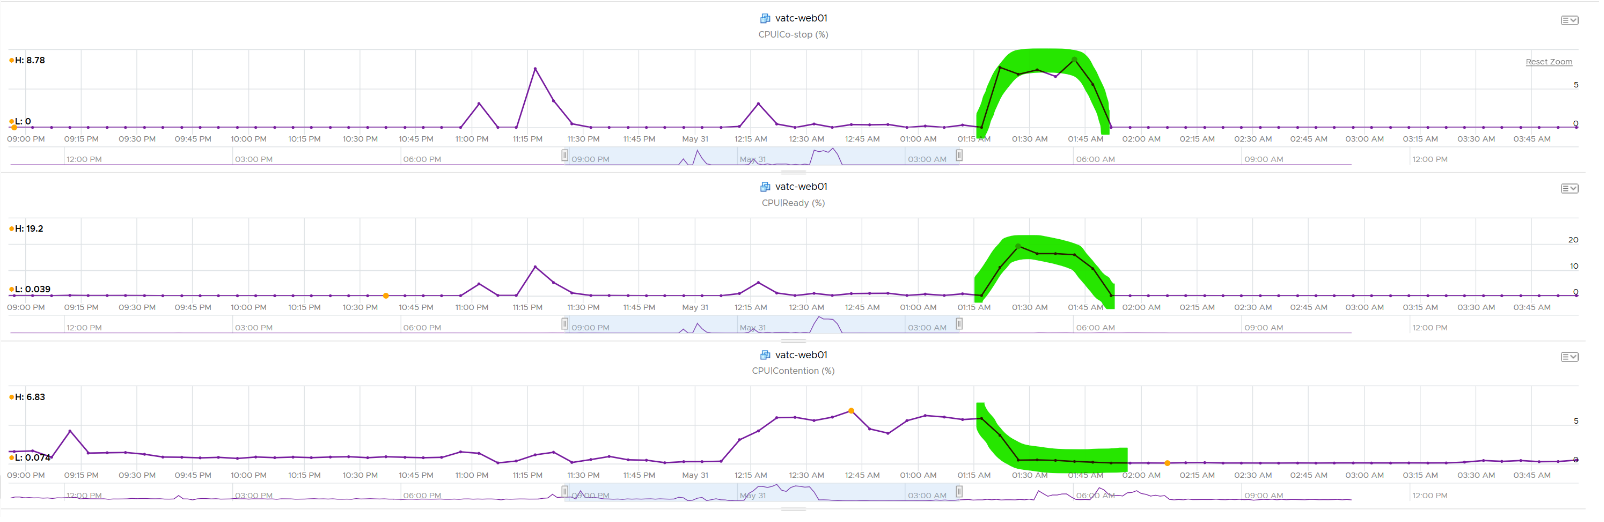 vatc-web01
CPU|Co-stop (%)
H: 8.78
Reset Zoom
5
L: 0
0
09:00 PM 09:15 PM 09:30 PM 09:45 PM 10:00 PM 10:15 PM 10:30 PM 10:45 PM 11:00 PM 11:15 PM 11:30 PM 11:45 PM May 31 12:15 AM 12:30 AM 12:45 AM 01:00 AM 01:15 AM 01:30 AM 01:45 AM 02:00 AM 02:15 AM 02:30 AM 02:45 AM 03:00 AM 03:15 AM 03:30 AM 03:45 AM
12:00 PM 03:00 PM 06:00 PM 09:00 PM May 31 03:00 AM 06:00 AM 09:00 AM 12:00 PM
vatc-web01
CPU|Ready (%)
H: 19.2
20
10
L: 0.039
0
09:00 PM 09:15 PM 09:30 PM 09:45 PM 10:00 PM 10:15 PM 10:30 PM 10:45 PM 11:00 PM 11:15 PM 11:30 PM 11:45 PM May 31 12:15 AM 12:30 AM 12:45 AM 01:00 AM 01:15 AM 01:30 AM 01:45 AM 02:00 AM 02:15 AM 02:30 AM 02:45 AM 03:00 AM 03:15 AM 03:30 AM 03:45 AM
12:00 PM 03:00 PM 06:00 PM 09:00 PM May 31 03:00 AM 06:00 AM 09:00 AM 12:00 PM
vatc-web01
CPU|Contention (%)
H: 6.83
5
L: 0.074
0
09:00 PM 09:15 PM 09:30 PM 09:45 PM 10:00 PM 10:15 PM 10:30 PM 10:45 PM 11:00 PM 11:15 PM 11:30 PM 11:45 PM May 31 12:15 AM 12:30 AM 12:45 AM 01:00 AM 01:15 AM 01:30 AM 01:45 AM 02:00 AM 02:15 AM 02:30 AM 02:45 AM 03:00 AM 03:15 AM 03:30 AM 03:45 AM
12:00 PM 03:00 PM 06:00 PM 09:00 PM May 31 03:00 AM 06:00 AM 09:00 AM 12:00 PM